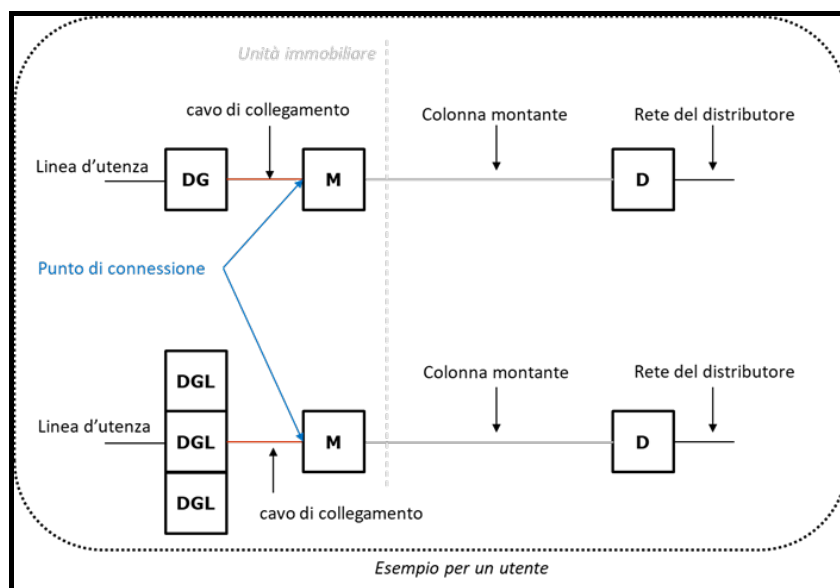 Unità immobiliare
cavo di collegamento
Colonna montante
Rete del distributore
Linea d'utenza
DG
M
D
Punto di connessione
DGL
Colonna montante
Rete del distributore
Linea d'utenza
DGL
M
D
DGL
cavo di collegamento
Esempio per un utente